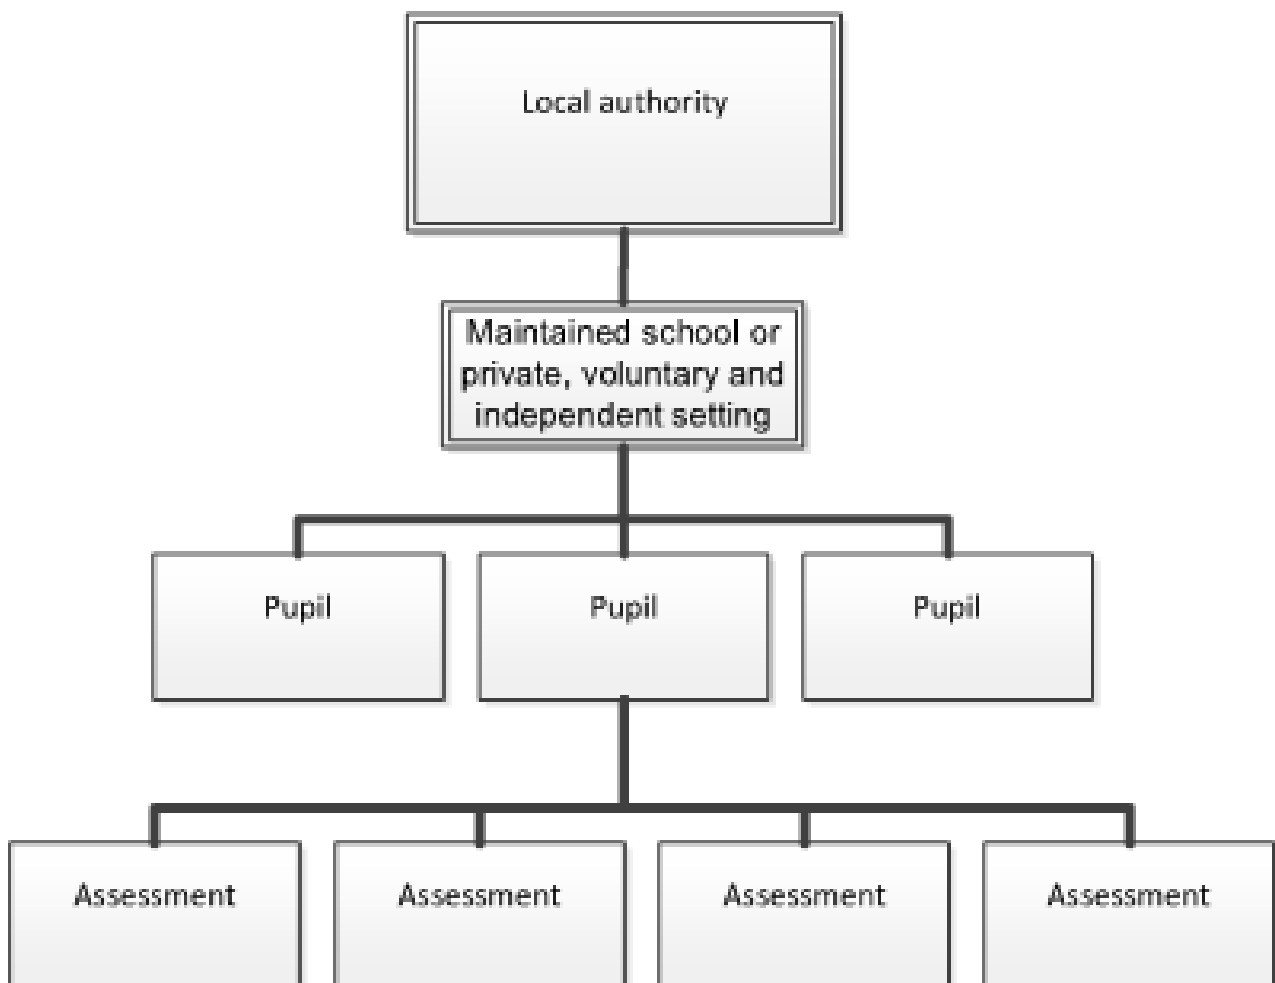 Local authority
Maintained school or
private, voluntary and
independent setting
Pupil
Pupil
Pupil
Assessment
Assessment
Assessment
Assessment